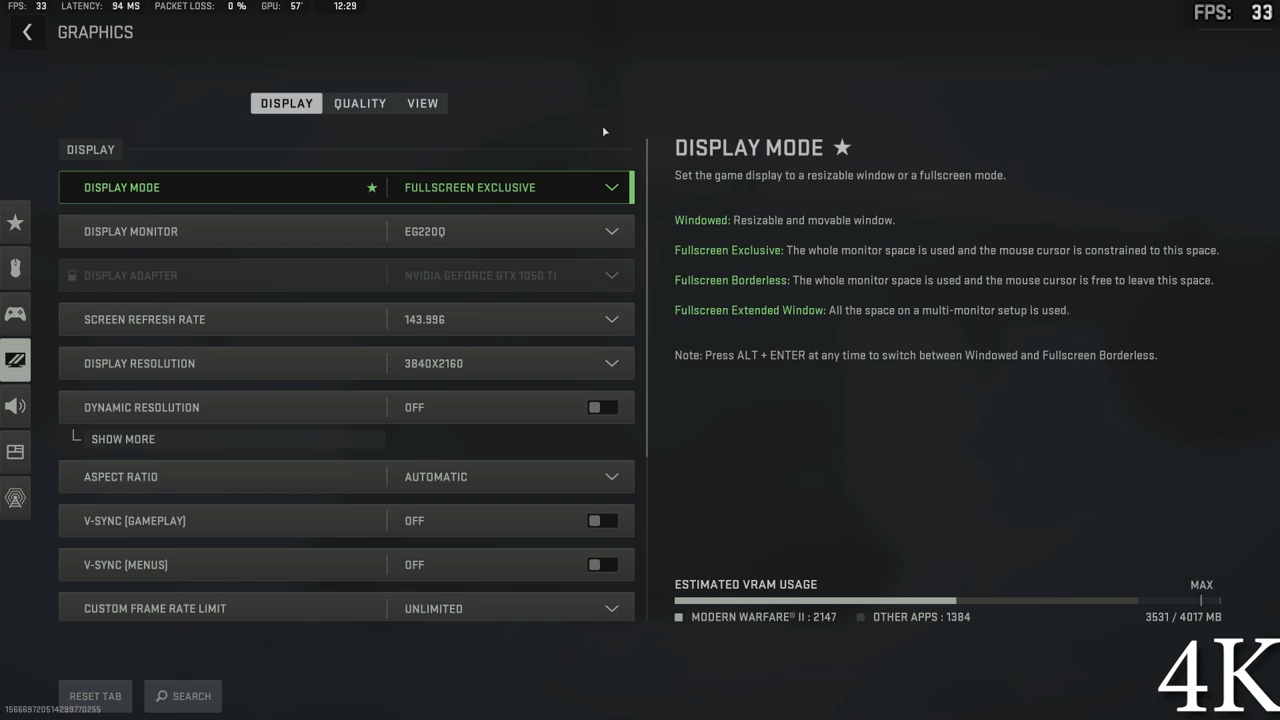 FPS: 33 LATENCY: 94 MS PACKET LOSS: 0 % GPU: 57° 12:29
FPS: 33
GRAPHICS
DISPLAY QUALITY VIEW
DISPLAY
DISPLAY MODE ★ FULLSCREEN EXCLUSIVE
DISPLAY MONITOR EG220Q
DISPLAY ADAPTER NVIDIA GEFORCE GTX 1050 TI
SCREEN REFRESH RATE 143.996
DISPLAY RESOLUTION 3840X2160
DYNAMIC RESOLUTION OFF
SHOW MORE
ASPECT RATIO AUTOMATIC
V-SYNC (GAMEPLAY) OFF
V-SYNC (MENUS) OFF
CUSTOM FRAME RATE LIMIT UNLIMITED
DISPLAY MODE ★
Set the game display to a resizable window or a fullscreen mode.
Windowed: Resizable and movable window.
Fullscreen Exclusive: The whole monitor space is used and the mouse cursor is constrained to this space.
Fullscreen Borderless: The whole monitor space is used and the mouse cursor is free to leave this space.
Fullscreen Extended Window: All the space on a multi-monitor setup is used.
Note: Press ALT + ENTER at any time to switch between Windowed and Fullscreen Borderless.
ESTIMATED VRAM USAGE MAX
MODERN WARFARE® II : 2147 OTHER APPS : 1384 3531 / 4017 MB
4K
RESET TAB SEARCH
15666972051429970255